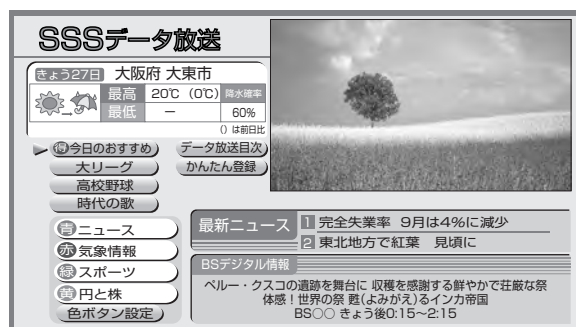 SSSデータ放送
きょう27日 大阪府 大東市
最高 20℃ (0℃) 降水確率
最低 ー 60%
() は前日比
得今日のおすすめ データ放送目次
大リーグ かんたん登録
高校野球
時代の歌
青 ニュース
赤 気象情報
緑 スポーツ
黄 円と株
色ボタン設定
最新ニュース
1 完全失業率 9月は4%に減少
2 東北地方で紅葉 見頃に
BSデジタル情報
ペルー・クスコの遺跡を舞台に 収穫を感謝する鮮やかで荘厳な祭
体感！世界の祭 甦(よみがえ)るインカ帝国
BS○○ きょう後0:15~2:15